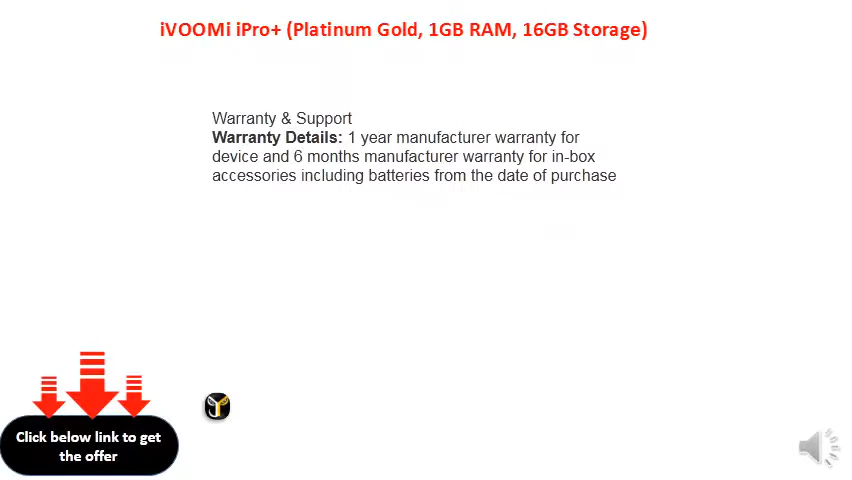 iVOOMi iPro+ (Platinum Gold, 1GB RAM, 16GB Storage)
Warranty & Support
Warranty Details: 1 year manufacturer warranty for
device and 6 months manufacturer warranty for in-box
accessories including batteries from the date of purchase
Click below link to get
the offer